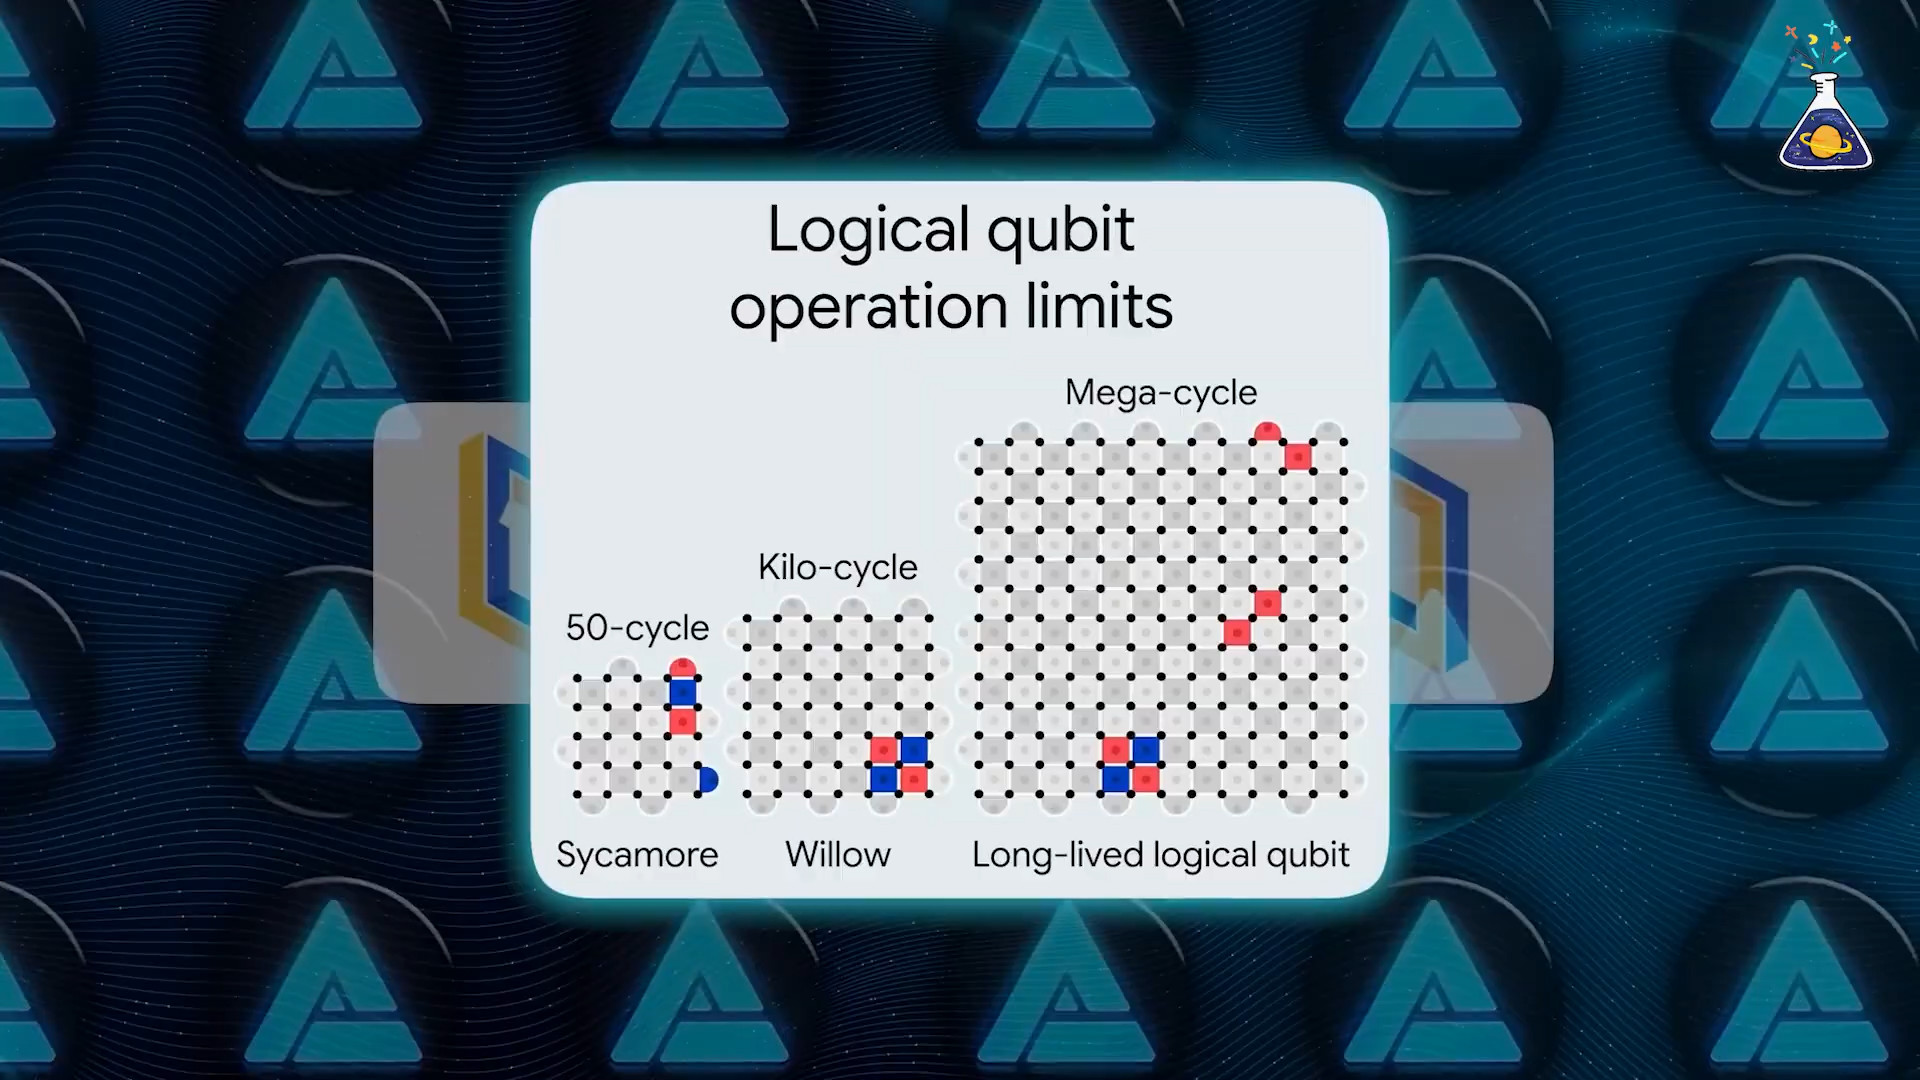 Logical qubit
operation limits
Mega-cycle
Kilo-cycle
50-cycle
Sycamore
Willow
Long-lived logical qubit